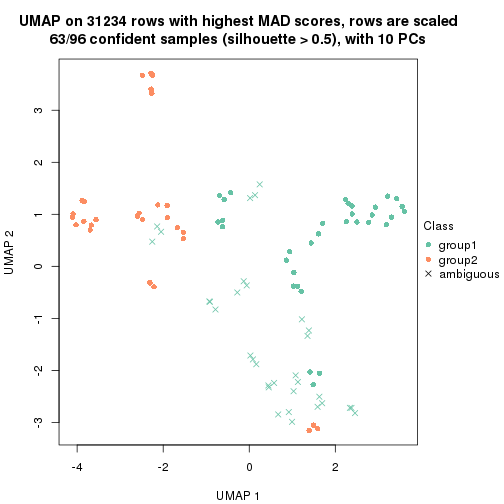 UMAP on 31234 rows with highest MAD scores, rows are scaled
63/96 confident samples (silhouette > 0.5), with 10 PCs
3
2
1
0
-1
-2
-3
UMAP 2
-4
-2
0
2
UMAP 1
Class
group1
group2
ambiguous